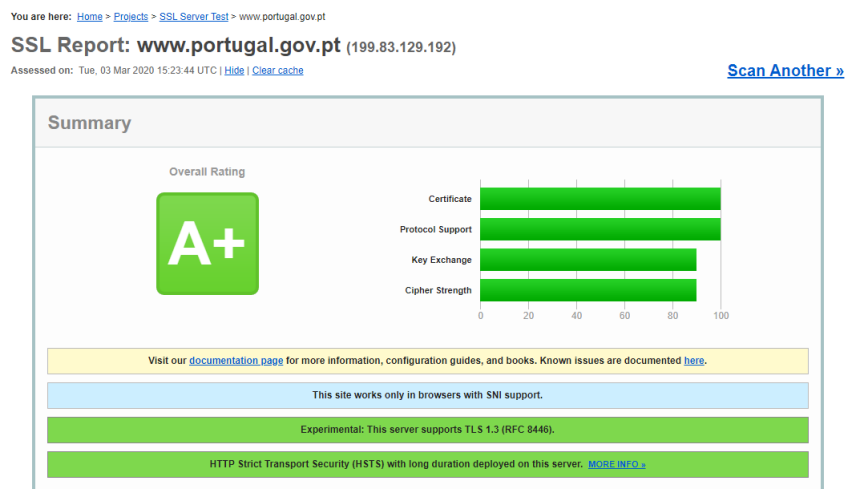 You are here: Home > Projects > SSL Server Test > www.portugal.gov.pt
SSL Report: www.portugal.gov.pt (199.83.129.192)
Assessed on: Tue, 03 Mar 2020 15:23:44 UTC | Hide | Clear cache
Scan Another »
Summary
Overall Rating
A+
Certificate
Protocol Support
Key Exchange
Cipher Strength
0 20 40 60 80 100
Visit our documentation page for more information, configuration guides, and books. Known issues are documented here.
This site works only in browsers with SNI support.
Experimental: This server supports TLS 1.3 (RFC 8446).
HTTP Strict Transport Security (HSTS) with long duration deployed on this server. MORE INFO »